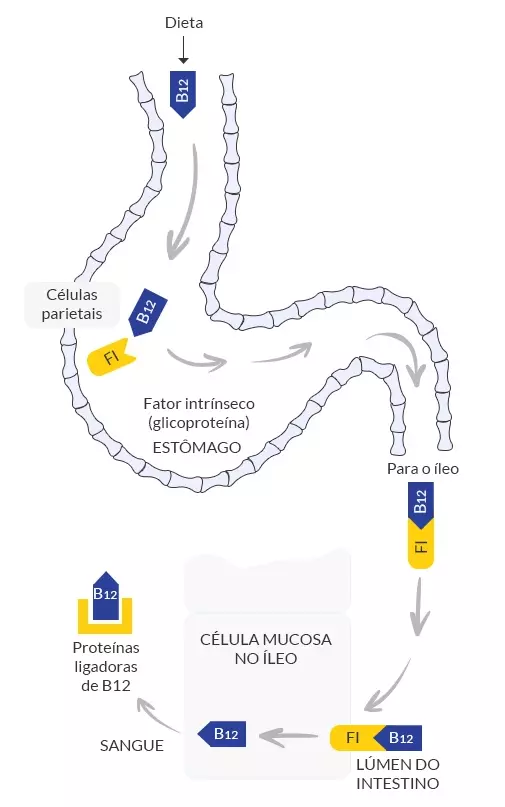 Dieta
B12
Células
parietais
B12
FI
Fator intrínseco
(glicoproteína)
ESTÔMAGO
Para o íleo
B12
FI
B12
Proteínas
ligadoras
de B12
CÉLULA MUCOSA
NO ÍLEO
SANGUE
B12
FI
B12
LÚMEN DO
INTESTINO